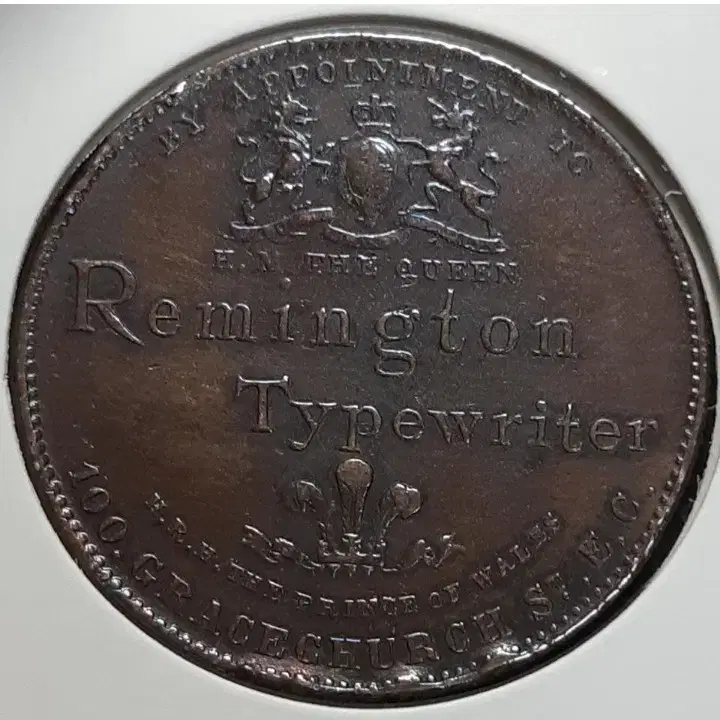 BY APPOINTMENT TO
H.M. THE QUEEN
Remington
Typewriter
H.R.H. THE PRINCE OF WALES
100. GRACECHURCH ST. E.C.